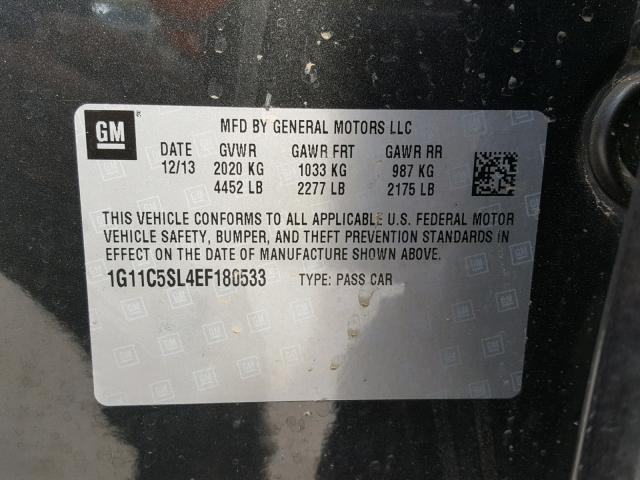 GM
MFD BY GENERAL MOTORS LLC
DATE GVWR GAWR FRT GAWR RR
12/13 2020 KG 1033 KG 987 KG
4452 LB 2277 LB 2175 LB
THIS VEHICLE CONFORMS TO ALL APPLICABLE U.S. FEDERAL MOTOR
VEHICLE SAFETY, BUMPER, AND THEFT PREVENTION STANDARDS IN
EFFECT ON THE DATE OF MANUFACTURE SHOWN ABOVE.
1G11C5SL4EF180533 TYPE: PASS CAR